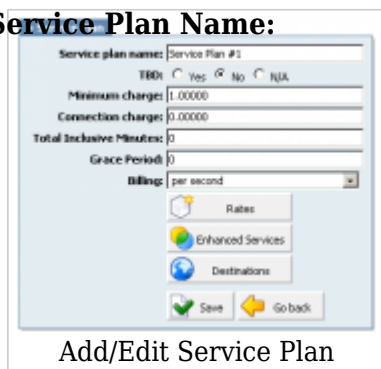 Service Plan Name:
Service plan name: Service Plan #1
TBD: Yes No N/A
Minimum charge: 1.00000
Connection charge: 0.00000
Total Inclusive Minutes: 0
Grace Period: 0
Billing: per second
Rates
Enhanced Services
Destinations
Save Go back
Add/Edit Service Plan